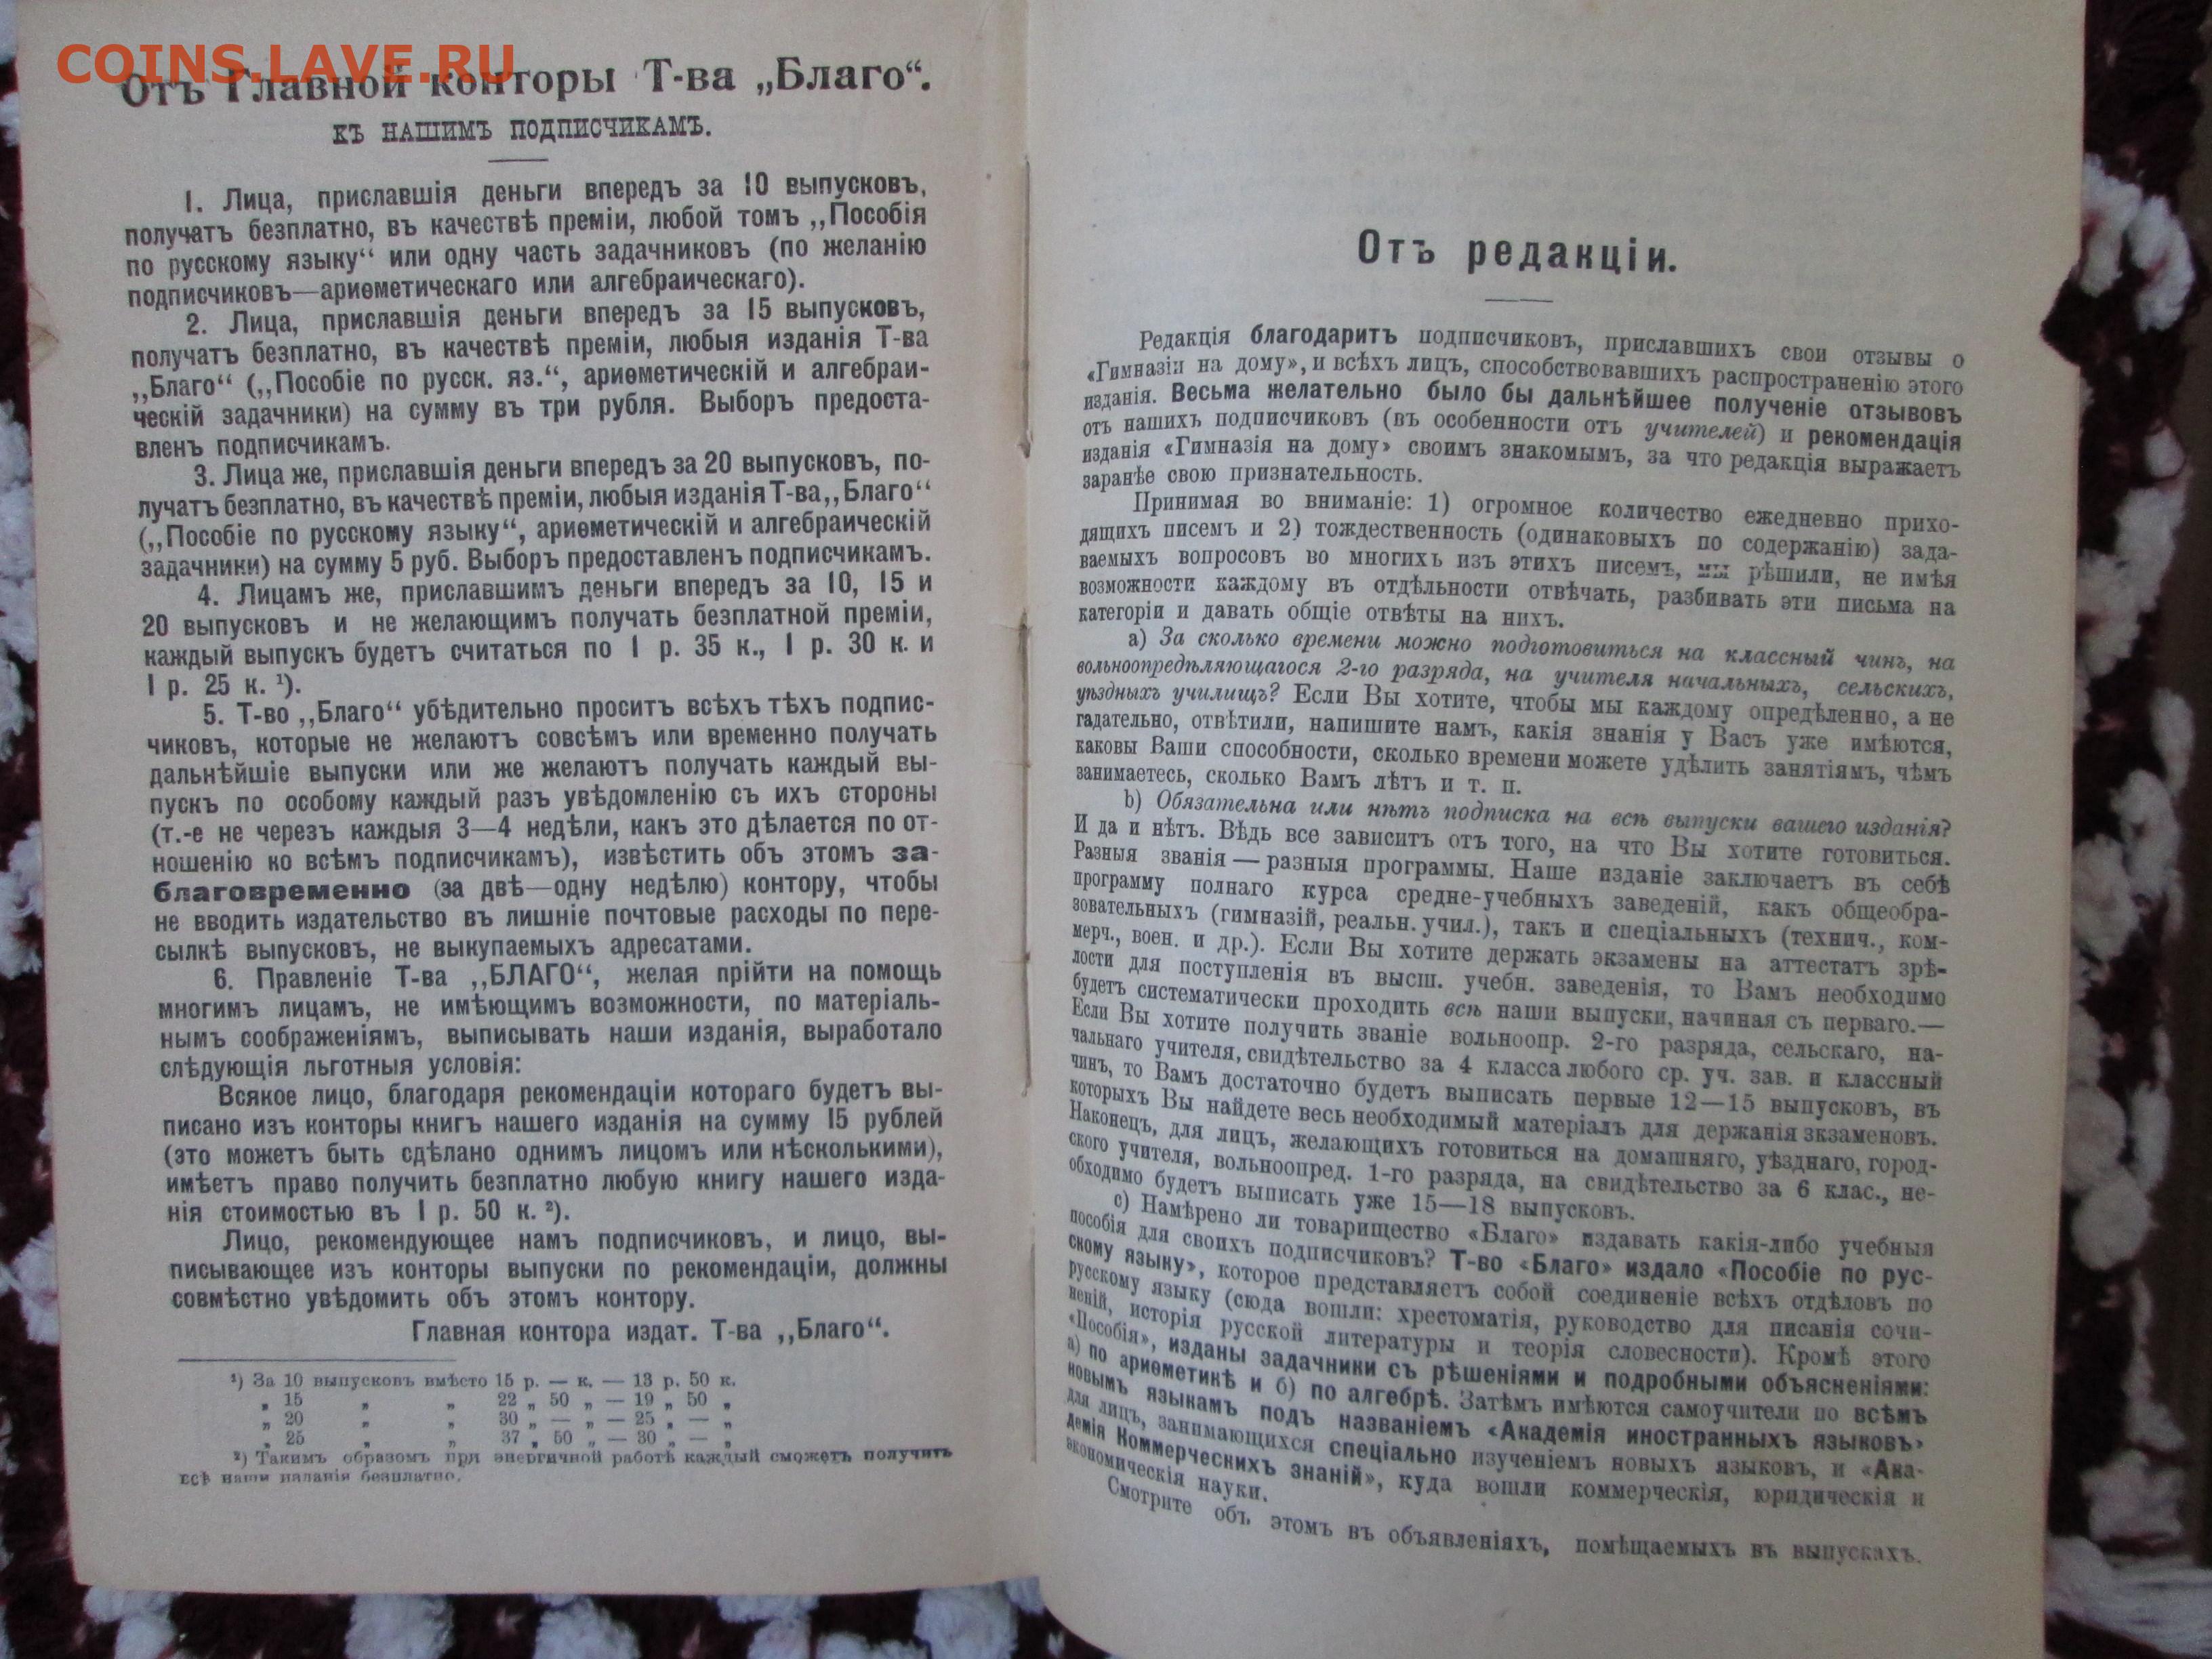 COINS.LAVE.RU
Отъ Главной конторы Т-ва „Благо“.
КЪ НАШИМЪ ПОДПИСЧИКАМЪ.
1. Лица, приславшія деньги впередъ за 10 выпусковъ,
получатъ безплатно, въ качествѣ преміи, любой томъ „Пособія
по русскому языку“ или одну часть задачниковъ (по желанію
подписчиковъ—ариѳметическаго или алгебраическаго).
2. Лица, приславшія деньги впередъ за 15 выпусковъ,
получатъ безплатно, въ качествѣ преміи, любыя изданія Т-ва
„Благо“ („Пособіе по русск. яз.“, ариѳметическій и алгебраи-
ческій задачники) на сумму въ три рубля. Выборъ предоста-
вленъ подписчикамъ.
3. Лица же, приславшія деньги впередъ за 20 выпусковъ, по-
лучатъ безплатно, въ качествѣ преміи, любыя изданія Т-ва „Благо“
(„Пособіе по русскому языку“, ариѳметическій и алгебраическій
задачники) на сумму 5 руб. Выборъ предоставленъ подписчикамъ.
4. Лицамъ же, приславшимъ деньги впередъ за 10, 15 и
20 выпусковъ и не желающимъ получать безплатной преміи,
каждый выпускъ будетъ считаться по 1 р. 35 к., 1 р. 30 к. и
1 р. 25 к. ¹).
5. Т-во „Благо“ убѣдительно проситъ всѣхъ тѣхъ подпис-
чиковъ, которые не желаютъ совсѣмъ или временно получать
дальнѣйшіе выпуски или же желаютъ получать каждый вы-
пускъ по особому каждый разъ увѣдомленію съ ихъ стороны
(т.-е не черезъ каждыя 3—4 недѣли, какъ это дѣлается по от-
ношенію ко всѣмъ подписчикамъ), извѣстить объ этомъ за-
благовременно (за двѣ—одну недѣлю) контору, чтобы
не вводить издательство въ лишніе почтовые расходы по пере-
сылкѣ выпусковъ, не выкупаемыхъ адресатами.
6. Правленіе Т-ва „БЛАГО“, желая прійти на помощь
многимъ лицамъ, не имѣющимъ возможности, по матеріаль-
нымъ соображеніямъ, выписывать наши изданія, выработало
слѣдующія льготныя условія:
Всякое лицо, благодаря рекомендаціи котораго будетъ вы-
писано изъ конторы книгъ нашего изданія на сумму 15 рублей
(это можетъ быть сдѣлано однимъ лицомъ или нѣсколькими),
имѣетъ право получить безплатно любую книгу нашего изда-
нія стоимостью въ 1 р. 50 к. ²).
Лицо, рекомендующее намъ подписчиковъ, и лицо, вы-
писывающее изъ конторы выпуски по рекомендаціи, должны
совмѣстно увѣдомить объ этомъ контору.
Главная контора издат. Т-ва „Благо“.
¹) За 10 выпусковъ вмѣсто 15 р. — к. — 13 р. 50 к.
„ 15 „ „ 22 „ 50 „ — 19 „ 50 „
„ 20 „ „ 30 „ — „ — 25 „ — „
„ 25 „ „ 37 „ 50 „ — 30 „ — „
²) Такимъ образомъ при энергичной работѣ каждый сможетъ получить
всѣ наши изданія безплатно.
Отъ редакціи.
Редакція благодаритъ подписчиковъ, приславшихъ свои отзывы о
«Гимназіи на дому», и всѣхъ лицъ, способствовавшихъ распространенію этого
изданія. Весьма желательно было бы дальнѣйшее полученіе отзывовъ
отъ нашихъ подписчиковъ (въ особенности отъ учителей) и рекомендація
изданія «Гимназія на дому» своимъ знакомымъ, за что редакція выражаетъ
заранѣе свою признательность.
Принимая во вниманіе: 1) огромное количество ежедневно прихо-
дящихъ писемъ и 2) тождественность (одинаковыхъ по содержанію) зада-
ваемыхъ вопросовъ во многихъ изъ этихъ писемъ, мы рѣшили, не имѣя
возможности каждому въ отдѣльности отвѣчать, разбивать эти письма на
категоріи и давать общіе отвѣты на нихъ.
а) За сколько времени можно подготовиться на классный чинъ, на
вольноопредѣляющагося 2-го разряда, на учителя начальныхъ, сельскихъ,
уѣздныхъ училищъ? Если Вы хотите, чтобы мы каждому опредѣленно, а не
гадательно, отвѣтили, напишите намъ, какія знанія у Васъ уже имѣются,
каковы Ваши способности, сколько времени можете удѣлить занятіямъ, чѣмъ
занимаетесь, сколько Вамъ лѣтъ и т. п.
b) Обязательна или нѣтъ подписка на всѣ выпуски вашего изданія?
И да и нѣтъ. Вѣдь все зависитъ отъ того, на что Вы хотите готовиться.
Разныя званія — разныя программы. Наше изданіе заключаетъ въ себѣ
программу полнаго курса средне-учебныхъ заведеній, какъ общеобра-
зовательныхъ (гимназій, реальн. учил.), такъ и спеціальныхъ (технич., ком-
мерч., воен. и др.). Если Вы хотите держать экзамены на аттестатъ зрѣ-
лости для поступленія въ высш. учебн. заведенія, то Вамъ необходимо
будетъ систематически проходить всѣ наши выпуски, начиная съ перваго.—
Если Вы хотите получить званіе вольноопр. 2-го разряда, сельскаго, на-
чальнаго учителя, свидѣтельство за 4 класса любого ср. уч. зав. и классный
чинъ, то Вамъ достаточно будетъ выписать первые 12—15 выпусковъ, въ
которыхъ Вы найдете весь необходимый матеріалъ для держанія экзаменовъ.
Наконецъ, для лицъ, желающихъ готовиться на домашняго, уѣзднаго, город-
ского учителя, вольноопред. 1-го разряда, на свидѣтельство за 6 клас., не-
обходимо будетъ выписать уже 15—18 выпусковъ.
с) Намѣрено ли товарищество «Благо» издавать какія-либо учебныя
пособія для своихъ подписчиковъ? Т-во «Благо» издало «Пособіе по рус-
скому языку», которое представляетъ собой соединеніе всѣхъ отдѣловъ по
русскому языку (сюда вошли: хрестоматія, руководство для писанія сочи-
неній, исторія русской литературы и теорія словесности). Кромѣ этого
«Пособія», изданы задачники съ рѣшеніями и подробными объясненіями:
а) по ариѳметикѣ и б) по алгебрѣ. Затѣмъ имѣются самоучители по всѣмъ
новымъ языкамъ подъ названіемъ «Академія иностранныхъ языковъ»
для лицъ, занимающихся спеціально изученіемъ новыхъ языковъ, и «Ака-
демія Коммерческихъ знаній», куда вошли коммерческія, юридическія и
экономическія науки.
Смотрите объ этомъ въ объявленіяхъ, помѣщаемыхъ въ выпускахъ.